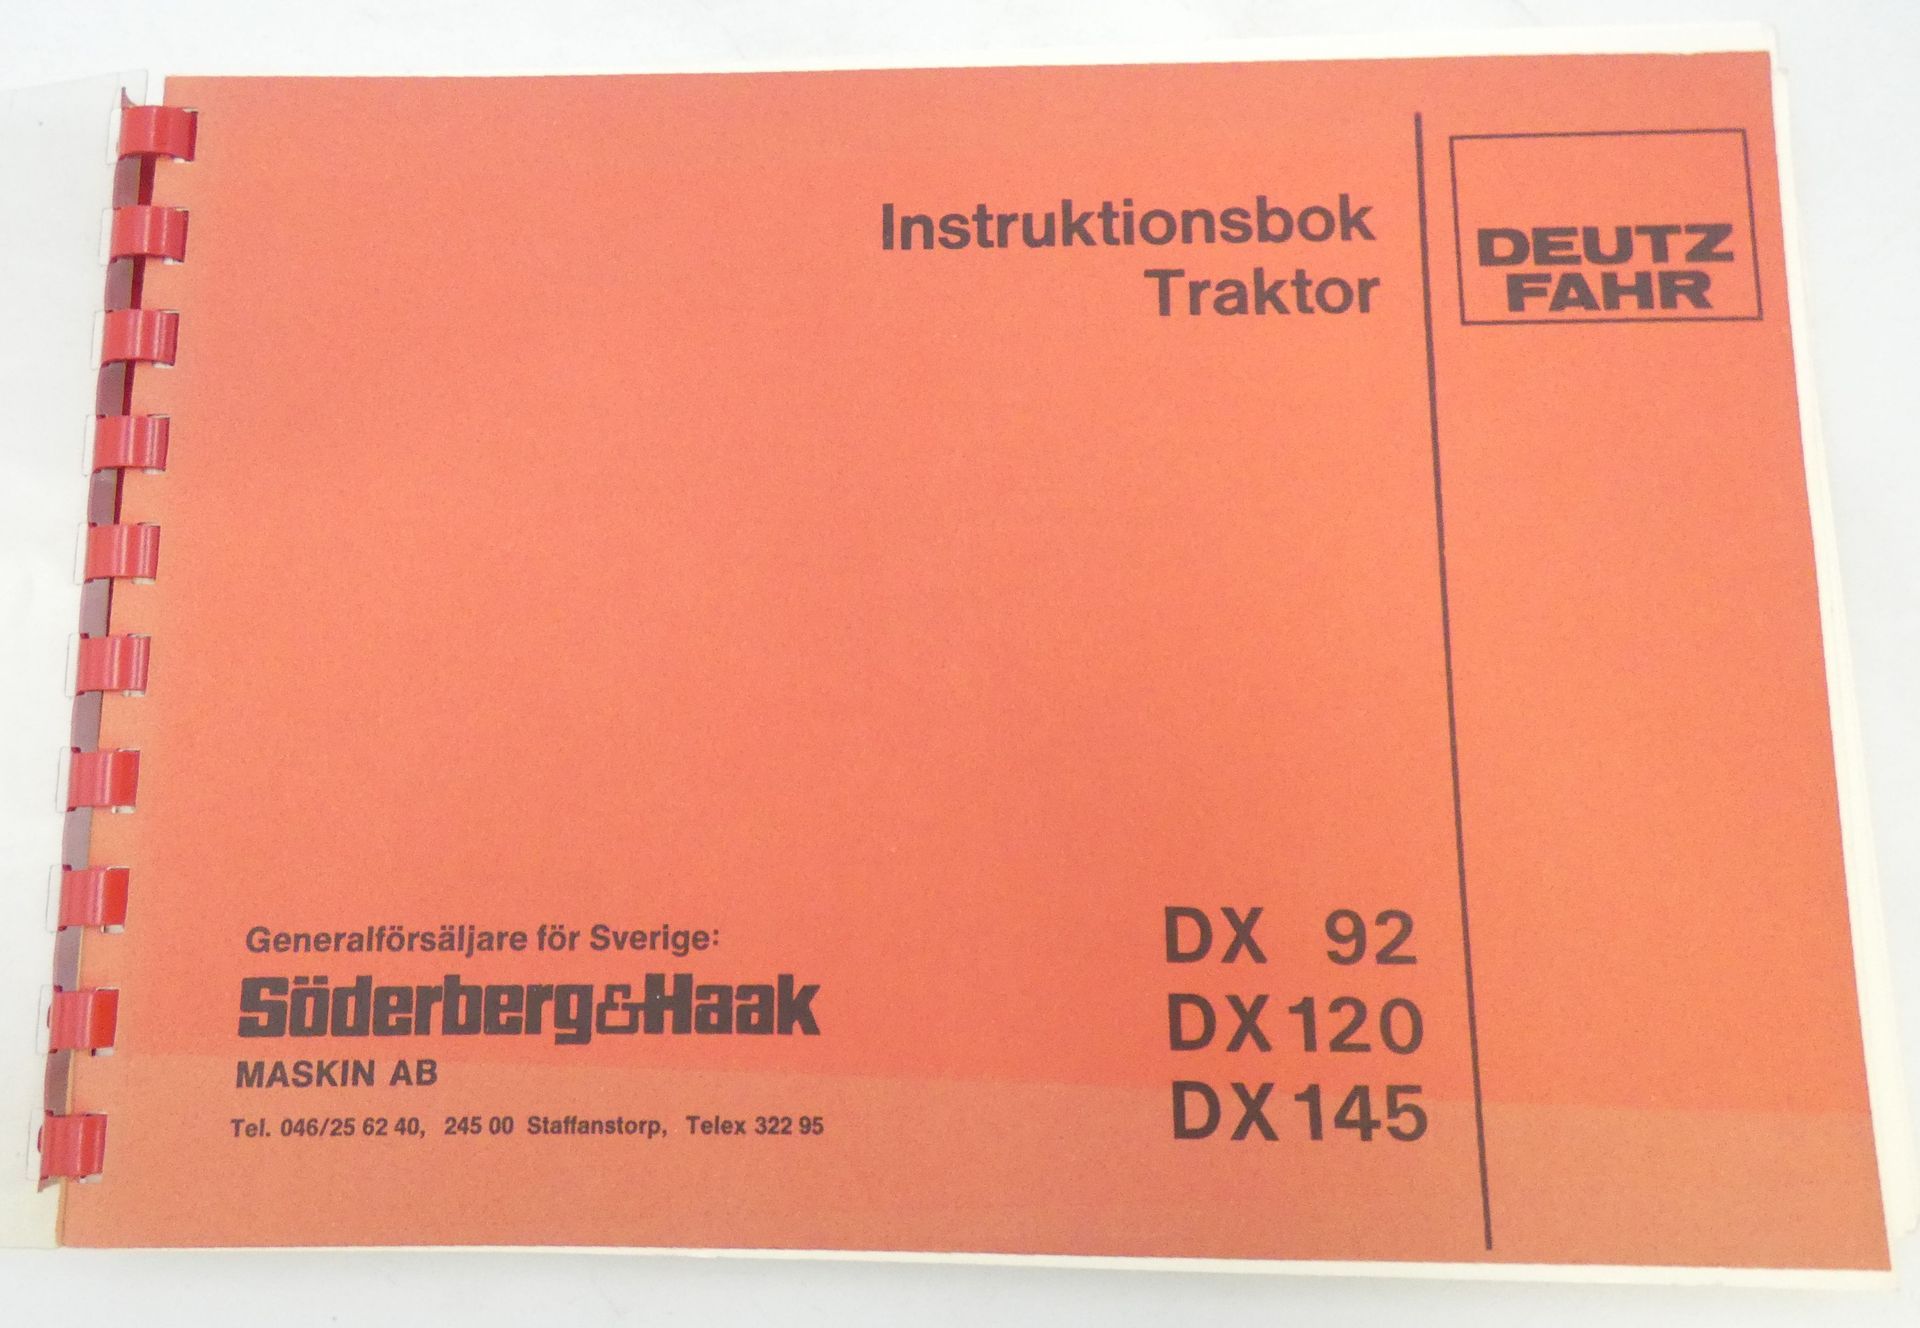 Instruktionsbok
Traktor
DEUTZ
FAHR
Generalförsäljare för Sverige:
Söderberg&Haak
MASKIN AB
Tel. 046/25 62 40, 245 00 Staffanstorp, Telex 322 95
DX 92
DX 120
DX 145